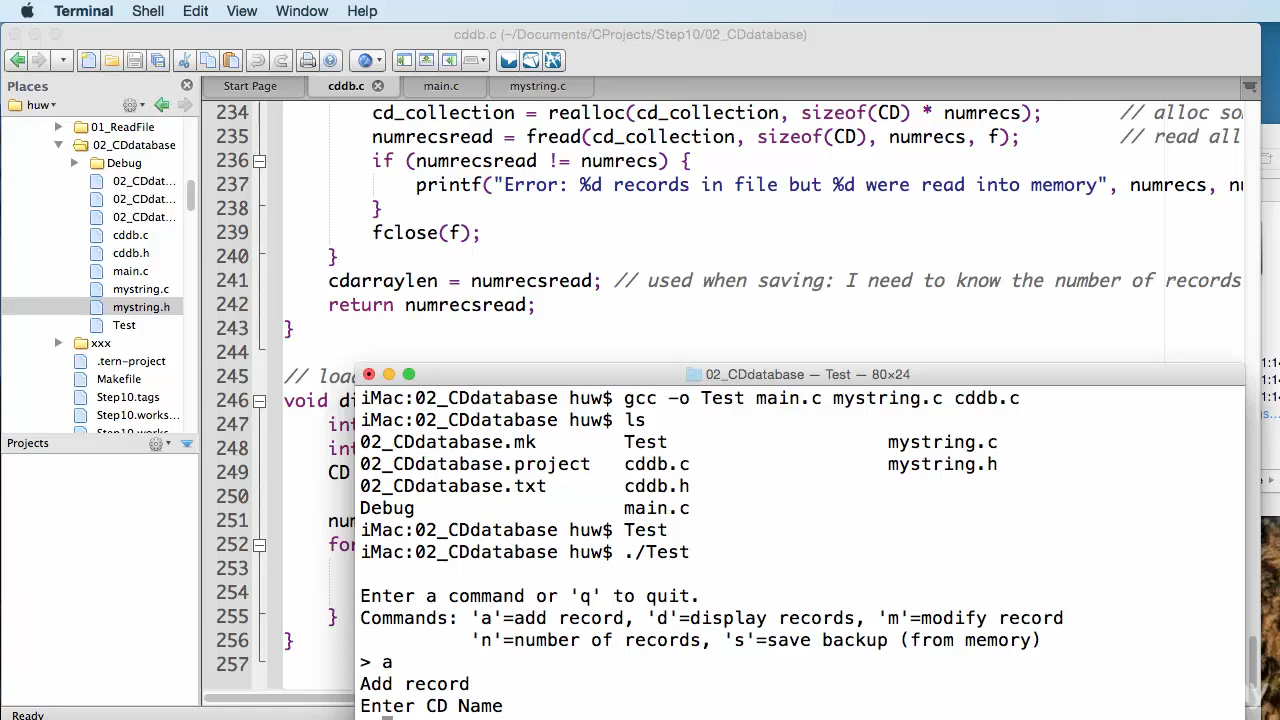 Terminal Shell Edit View Window Help
cddb.c (~/Documents/CProjects/Step10/02_CDdatabase)
Places
Start Page
cddb.c
main.c
mystring.c
huw
01_ReadFile
02_CDdatabase
Debug
02_CDdat...
02_CDdat...
02_CDdat...
cddb.c
cddb.h
main.c
mystring.c
mystring.h
Test
xxx
.tern-project
Makefile
Step10.tags
Step10.works...
Projects
Ready
234 cd_collection = realloc(cd_collection, sizeof(CD) * numrecs); // alloc so
235 numrecsread = fread(cd_collection, sizeof(CD), numrecs, f); // read all
236 if (numrecsread != numrecs) {
237 printf("Error: %d records in file but %d were read into memory", numrecs, nu
238 }
239 fclose(f);
240 }
241 cdarraylen = numrecsread; // used when saving: I need to know the number of records
242 return numrecsread;
243 }
244
245 // loa
246 void di
247 int
248 int
249 CD
250
251 num
252 for
253
254
255 }
256 }
257
02_CDdatabase — Test — 80×24
iMac:02_CDdatabase huw$ gcc -o Test main.c mystring.c cddb.c
iMac:02_CDdatabase huw$ ls
02_CDdatabase.mk Test mystring.c
02_CDdatabase.project cddb.c mystring.h
02_CDdatabase.txt cddb.h
Debug main.c
iMac:02_CDdatabase huw$ Test
iMac:02_CDdatabase huw$ ./Test
Enter a command or 'q' to quit.
Commands: 'a'=add record, 'd'=display records, 'm'=modify record
'n'=number of records, 's'=save backup (from memory)
> a
Add record
Enter CD Name